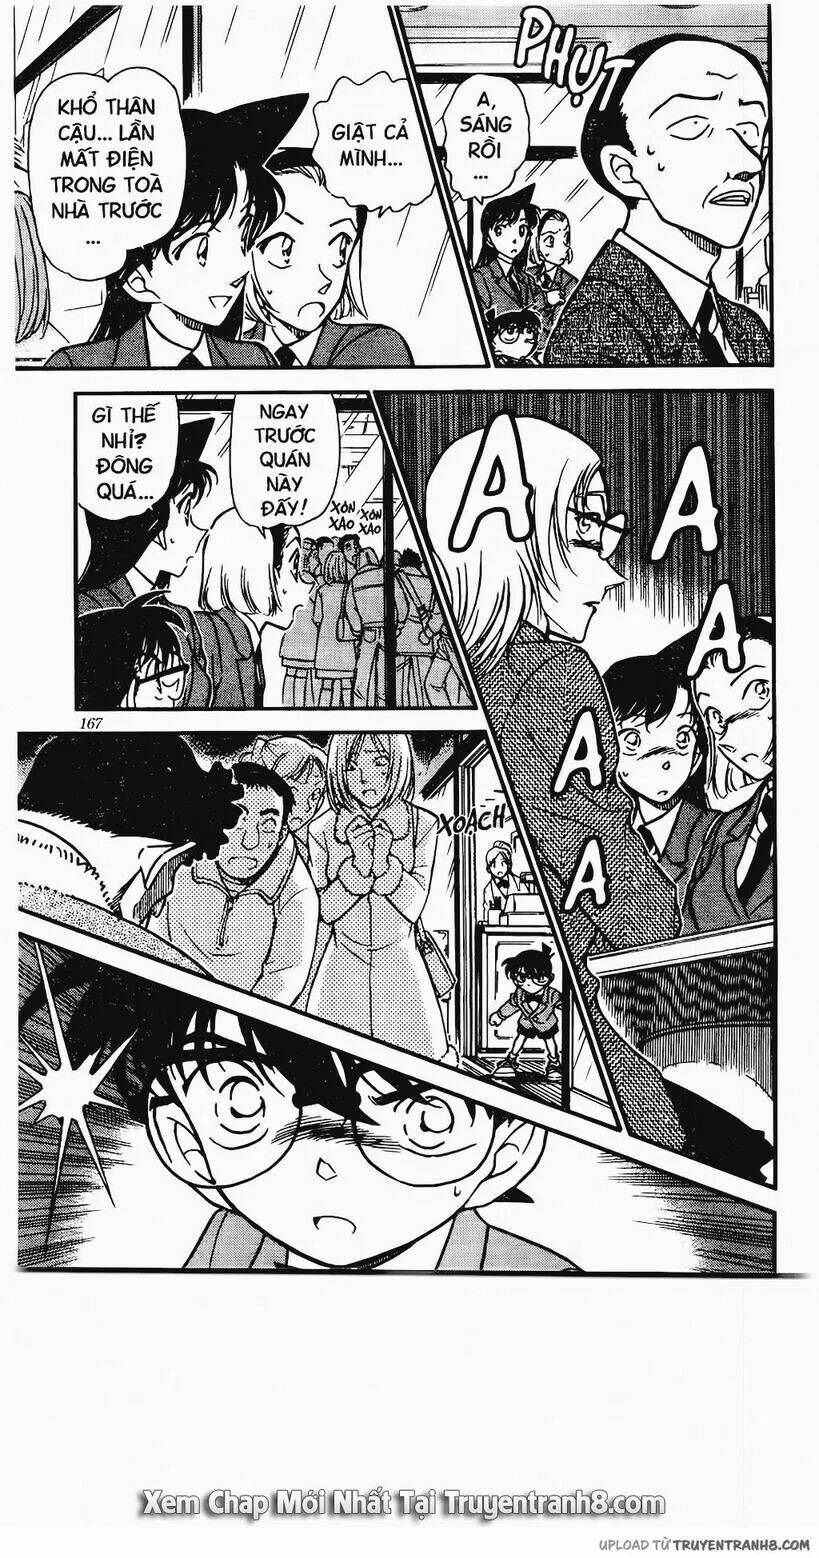 PHỤT
A,
SÁNG
RỒI
...
GIẬT CẢ
MÌNH...
KHỔ THÂN
CẬU... LẦN
MẤT ĐIỆN
TRONG TOÀ
NHÀ TRƯỚC
...
A
A
A
A
A
NGAY
TRƯỚC
QUÁN
NÀY
ĐẤY!
XÔN
XAO
XÔN
XAO
GÌ THẾ
NHỈ?
ĐÔNG
QUÁ...
167
XOẠCH
Xem Chap Mới Nhất Tại Truyentranh8.com
UPLOAD TỪ TRUYENTRANH8.COM